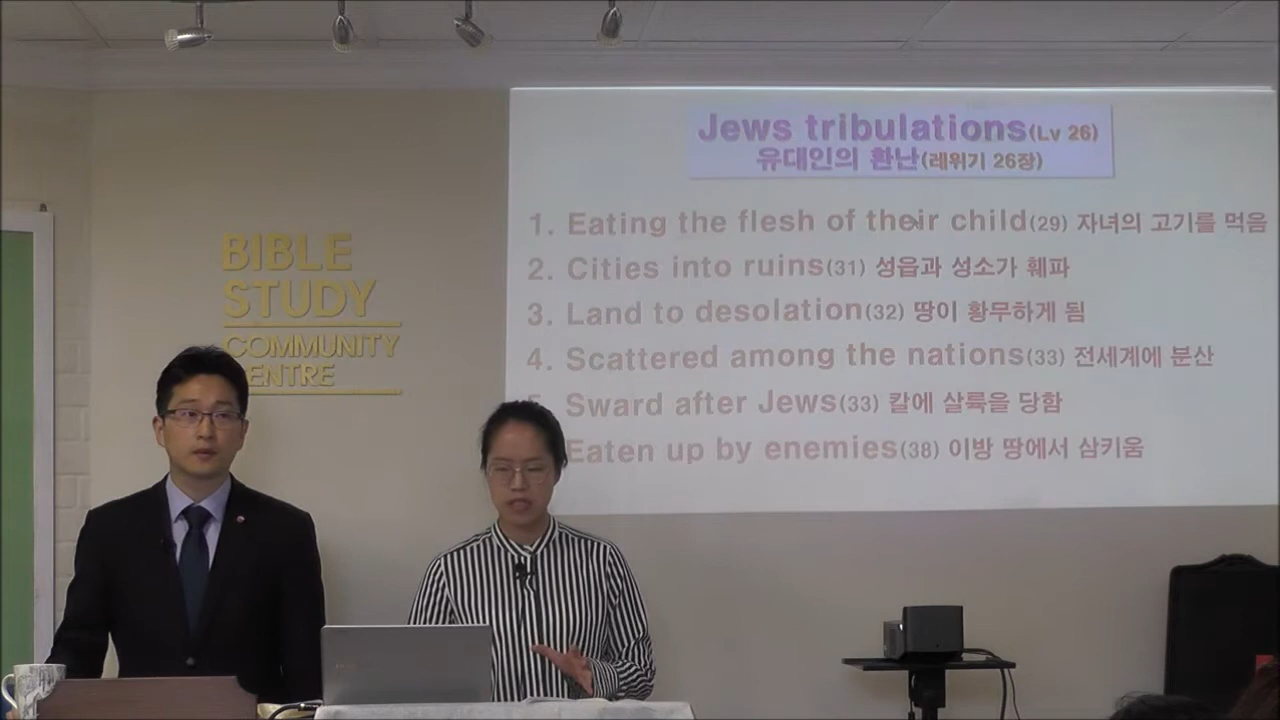 BIBLE
STUDY
COMMUNITY
CENTRE
Jews tribulations(Lv 26)
유대인의 환난(레위기 26장)
1. Eating the flesh of their child(29) 자녀의 고기를 먹음
2. Cities into ruins(31) 성읍과 성소가 훼파
3. Land to desolation(32) 땅이 황무하게 됨
4. Scattered among the nations(33) 전세계에 분산
5. Sward after Jews(33) 칼에 살륙을 당함
Eaten up by enemies(38) 이방 땅에서 삼키움